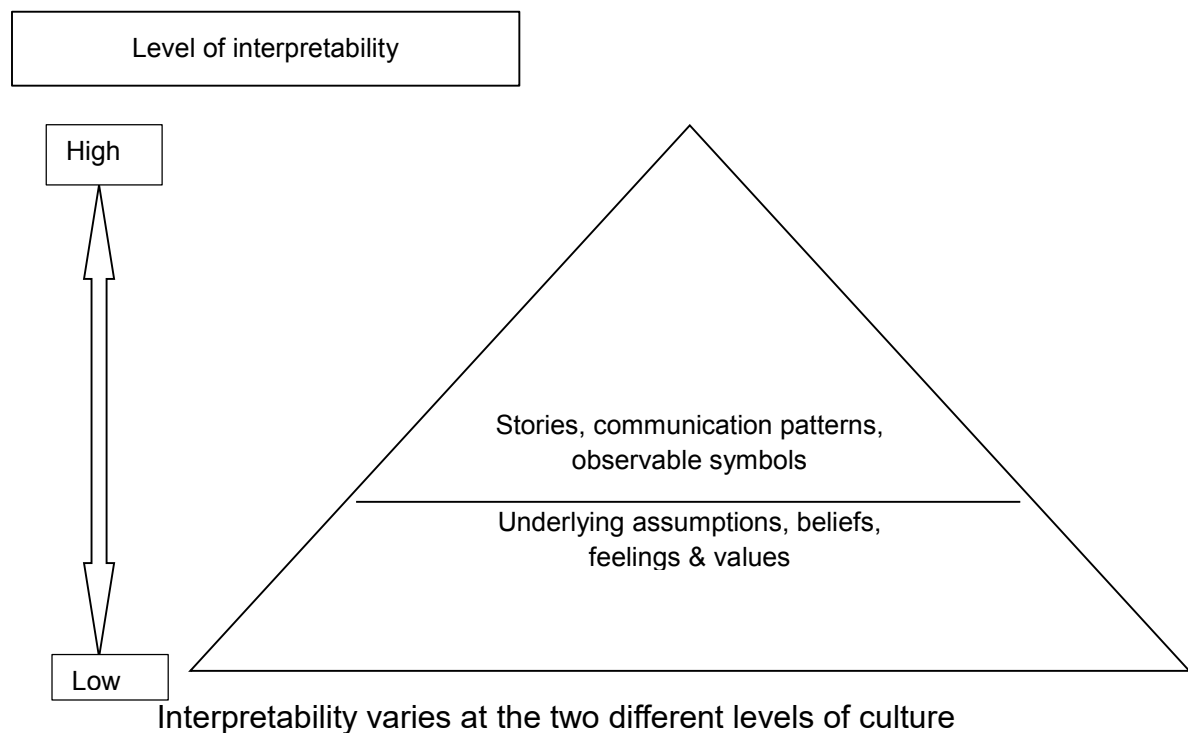 Level of interpretability
High
Stories, communication patterns,
observable symbols
Underlying assumptions, beliefs,
feelings & values
Low
Interpretability varies at the two different levels of culture